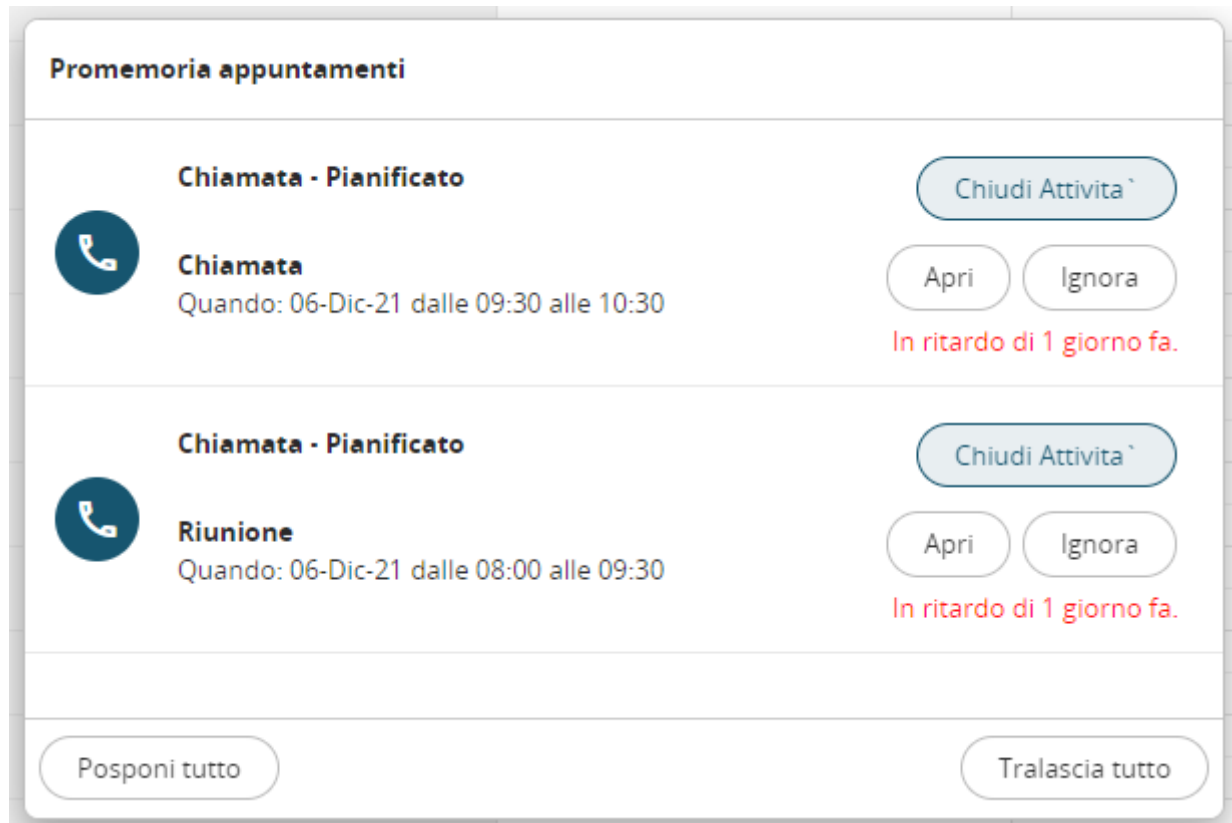 Promemoria appuntamenti
Chiamata - Pianificato
Chiudi Attivita`
Chiamata
Quando: 06-Dic-21 dalle 09:30 alle 10:30
Apri
Ignora
In ritardo di 1 giorno fa.
Chiamata - Pianificato
Chiudi Attivita`
Riunione
Quando: 06-Dic-21 dalle 08:00 alle 09:30
Apri
Ignora
In ritardo di 1 giorno fa.
Posponi tutto
Tralascia tutto